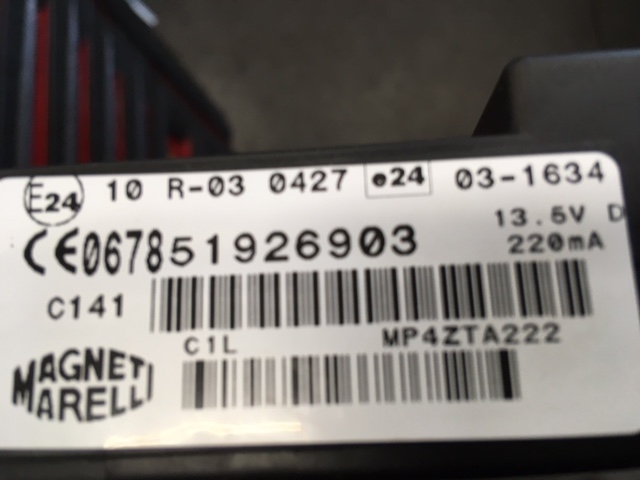 E24 10 R-03 0427 e24 03-1634
13.5V D
CE0678 51926903 220mA
C141
C1L MP4ZTA222
MAGNETI
MARELLI